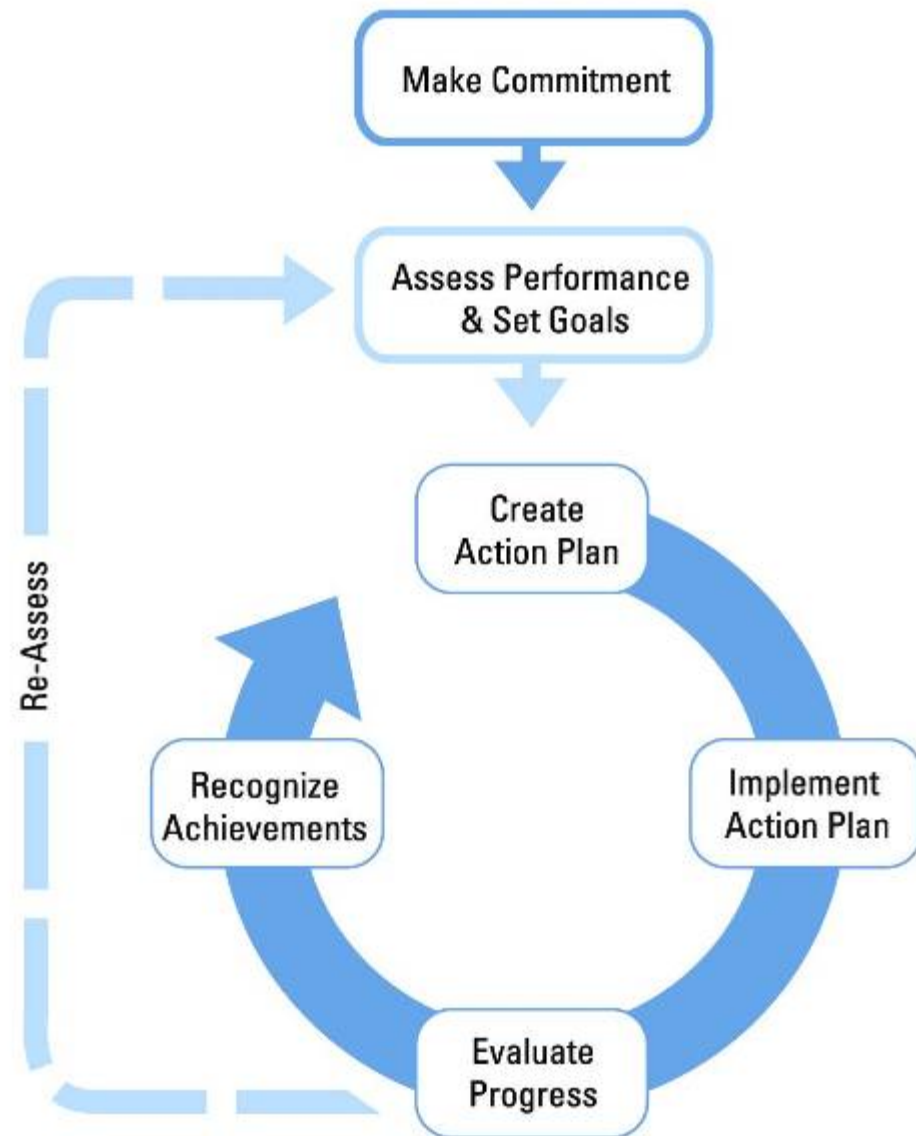 Make Commitment
Assess Performance
& Set Goals
Create
Action Plan
Re-Assess
Recognize
Achievements
Implement
Action Plan
Evaluate
Progress